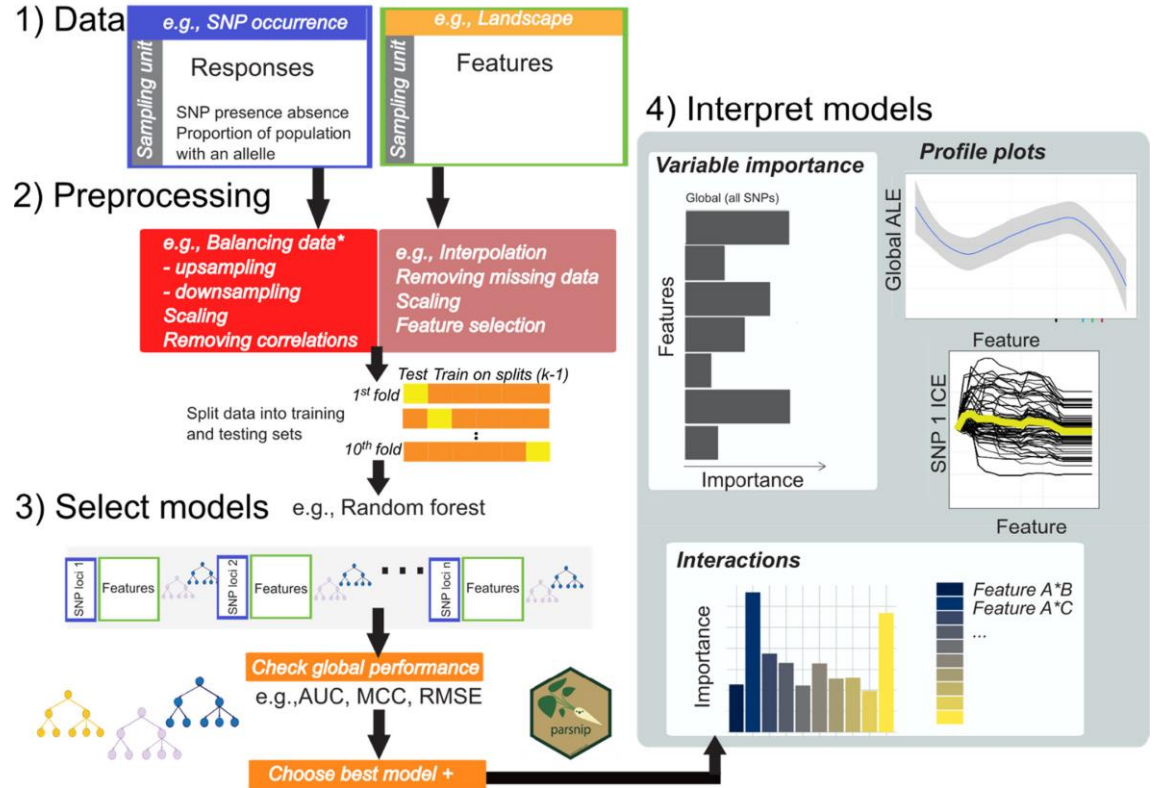 1) Data
e.g., SNP occurrence
Sampling unit
Responses
SNP presence absence
Proportion of population
with an allelle
e.g., Landscape
Sampling unit
Features
2) Preprocessing
e.g., Balancing data*
- upsampling
- downsampling
Scaling
Removing correlations
e.g., Interpolation
Removing missing data
Scaling
Feature selection
Split data into training
and testing sets
Test Train on splits (k-1)
1st fold
:
10th fold
3) Select models
e.g., Random forest
SNP loci 1
Features
SNP loci 2
Features
...
SNP loci n
Features
Check global performance
e.g.,AUC, MCC, RMSE
parsnip
Choose best model +
4) Interpret models
Variable importance
Global (all SNPs)
Features
Importance
Profile plots
Global ALE
Feature
SNP 1 ICE
Feature
Interactions
Importance
Feature A*B
Feature A*C
...